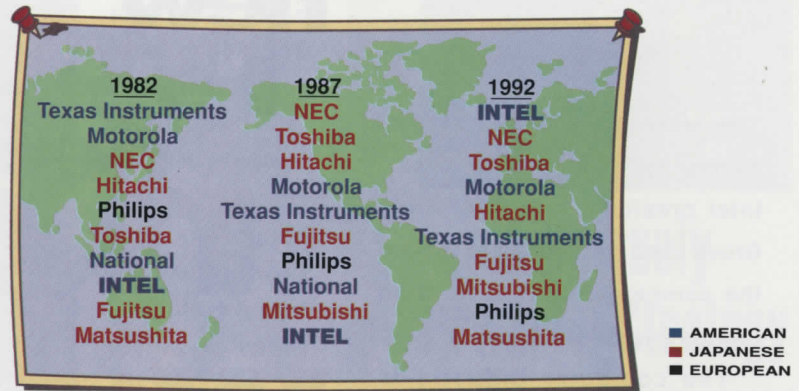 1982
Texas Instruments
Motorola
NEC
Hitachi
Philips
Toshiba
National
INTEL
Fujitsu
Matsushita
1987
NEC
Toshiba
Hitachi
Motorola
Texas Instruments
Fujitsu
Philips
National
Mitsubishi
INTEL
1992
INTEL
NEC
Toshiba
Motorola
Hitachi
Texas Instruments
Fujitsu
Mitsubishi
Philips
Matsushita
AMERICAN
JAPANESE
EUROPEAN